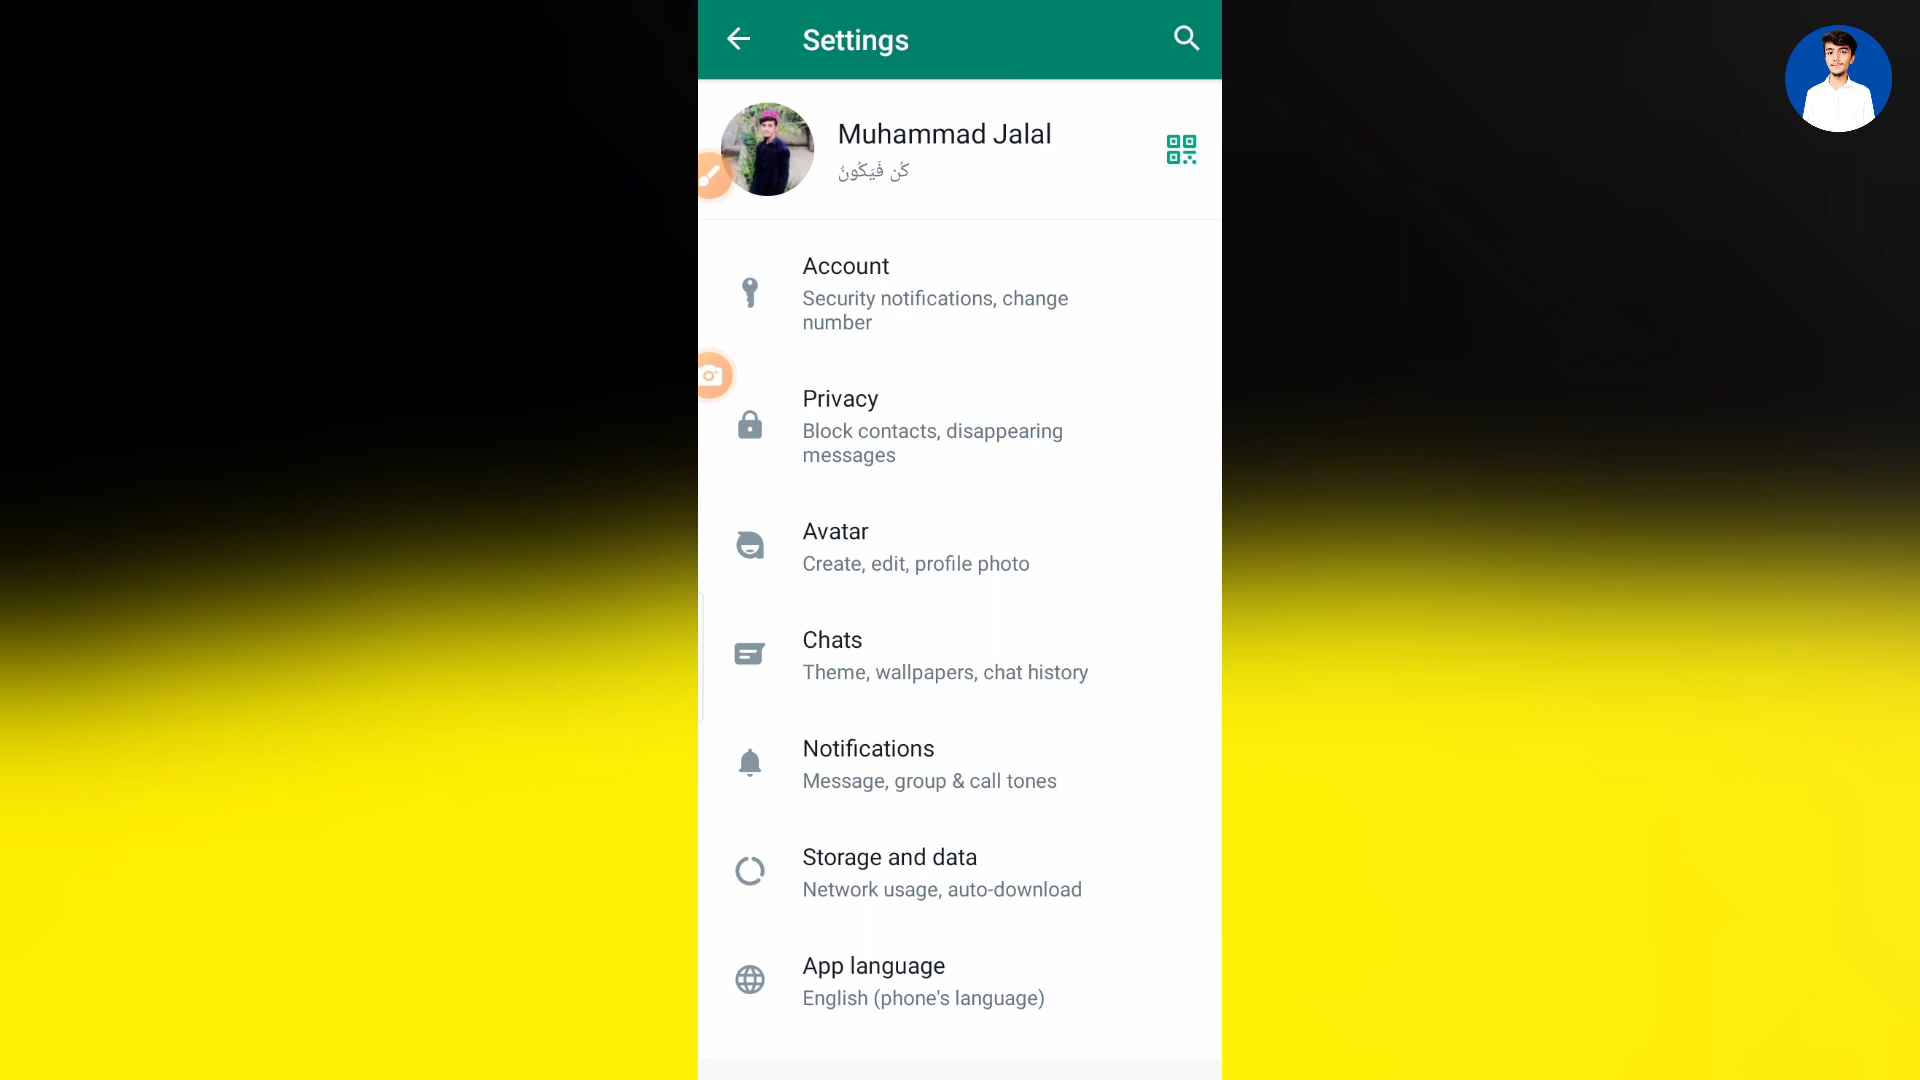 Settings
Muhammad Jalal
كُن فَيَكُونُ
Account
Security notifications, change
number
Privacy
Block contacts, disappearing
messages
Avatar
Create, edit, profile photo
Chats
Theme, wallpapers, chat history
Notifications
Message, group & call tones
Storage and data
Network usage, auto-download
App language
English (phone's language)